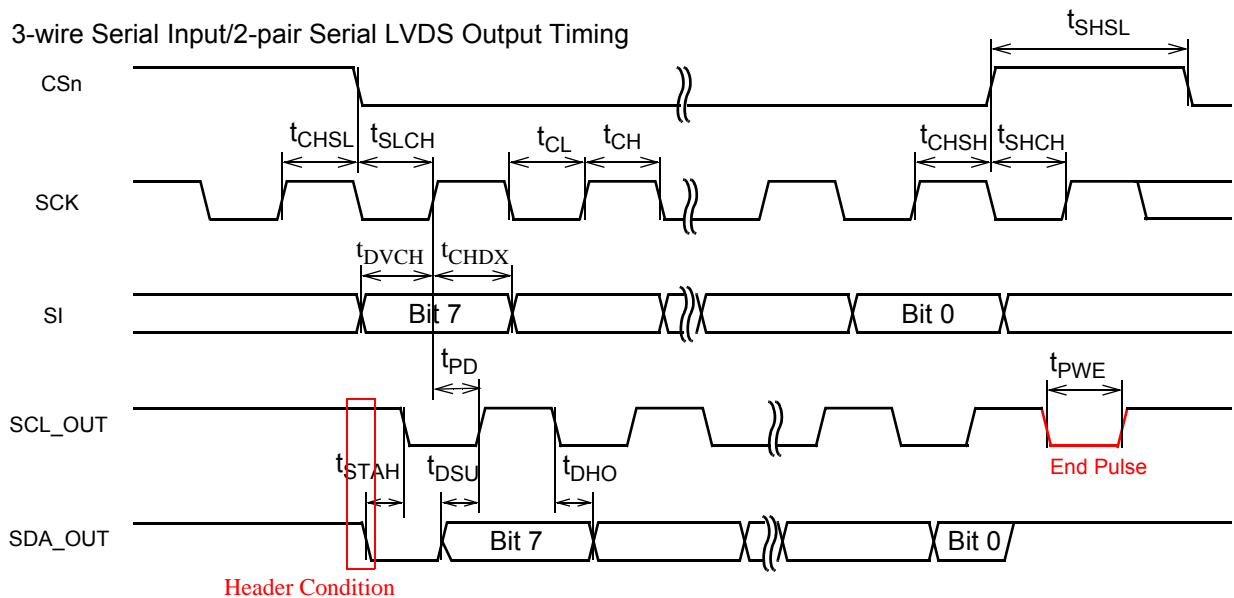 3-wire Serial Input/2-pair Serial LVDS Output Timing
tSHSL
CSn
tCHSL tSLCH tCL tCH tCHSH tSHCH
SCK
tDVCH tCHDX
SI Bit 7 Bit 0
tPD tPWE
SCL_OUT
End Pulse
tSTAH tDSU tDHO
SDA_OUT Bit 7 Bit 0
Header Condition